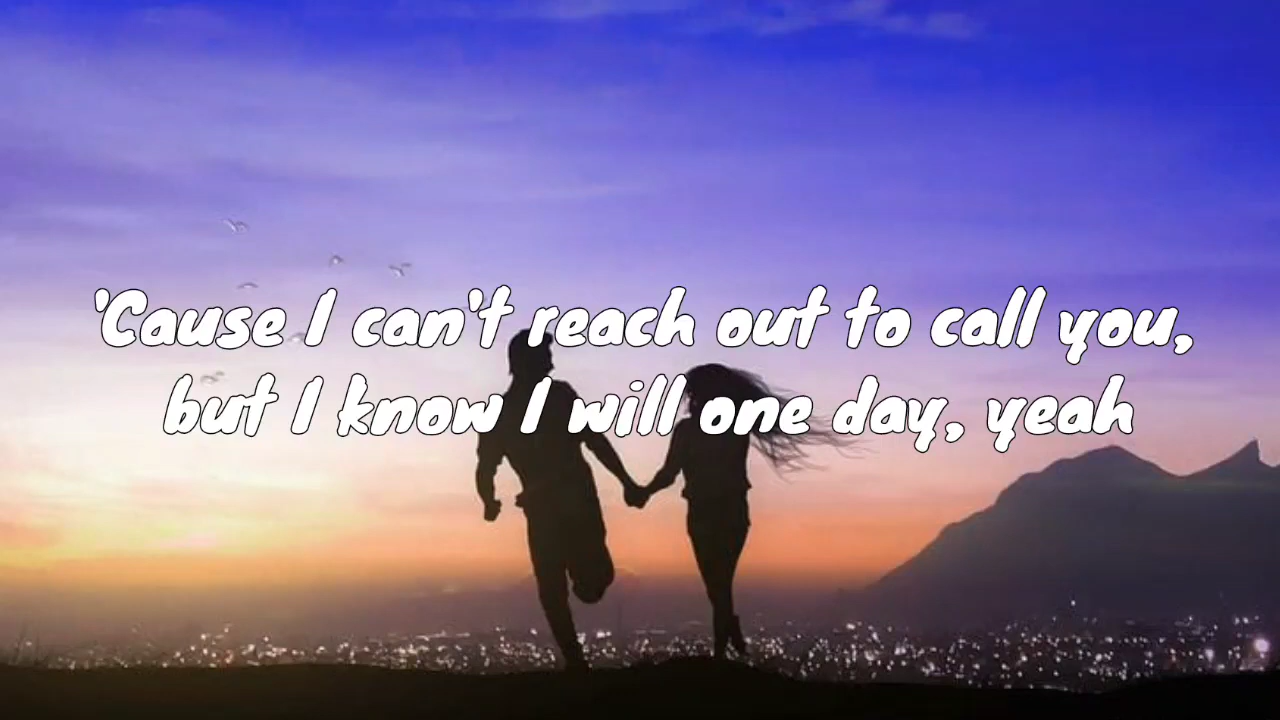 'Cause I can't reach out to call you,
but I know I will one day, yeah